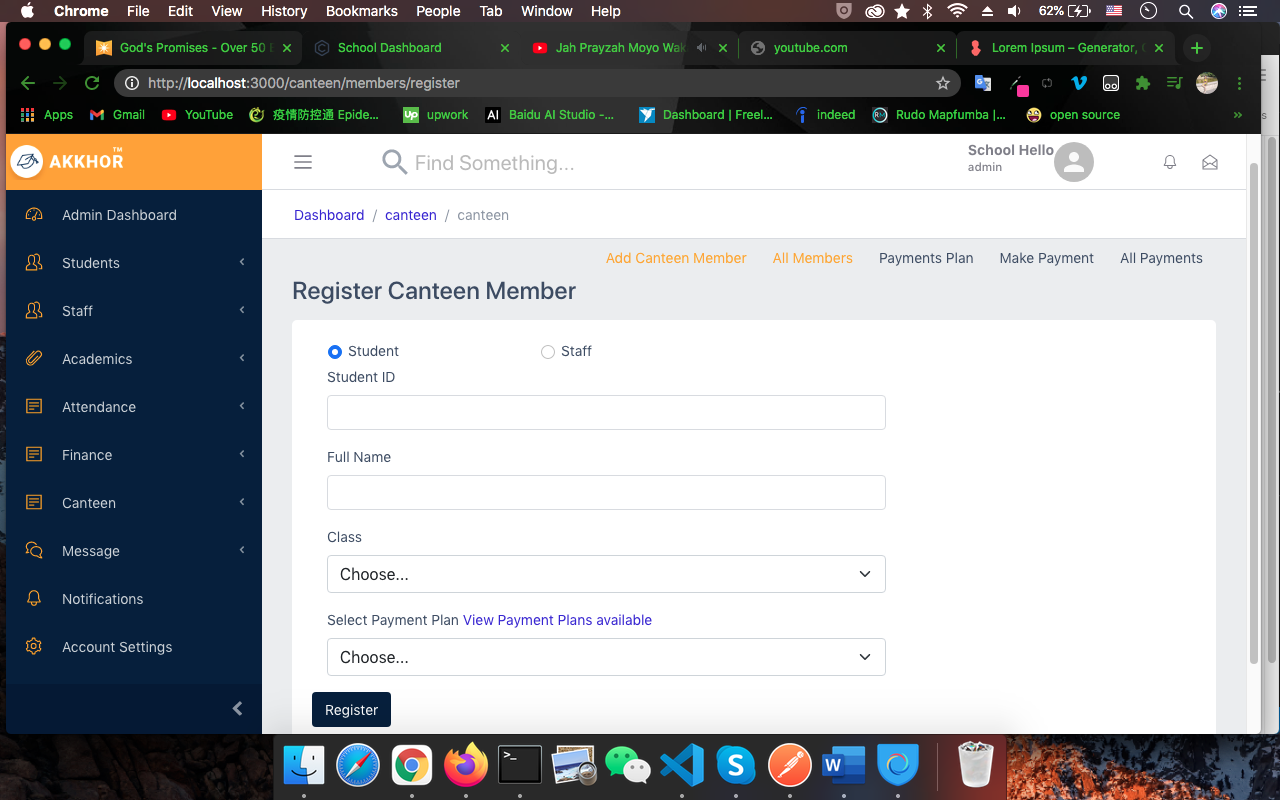 Chrome File Edit View History Bookmarks People Tab Window Help 62%
God's Promises - Over 50 School Dashboard Jah Prayzah Moyo Wak youtube.com Lorem Ipsum – Generator,
http://localhost:3000/canteen/members/register
Apps Gmail YouTube 疫情防控通 Epide... Up upwork AI Baidu AI Studio -... Dashboard | Freel... indeed RM Rudo Mapfumba |... open source »
AKKHOR™
Find Something...
School Hello
admin
Dashboard / canteen / canteen
Add Canteen Member All Members Payments Plan Make Payment All Payments
Admin Dashboard
Students
Staff
Academics
Attendance
Finance
Canteen
Message
Notifications
Account Settings
Register Canteen Member
Student Staff
Student ID
Full Name
Class
Choose...
Select Payment Plan View Payment Plans available
Choose...
Register
>_ S W